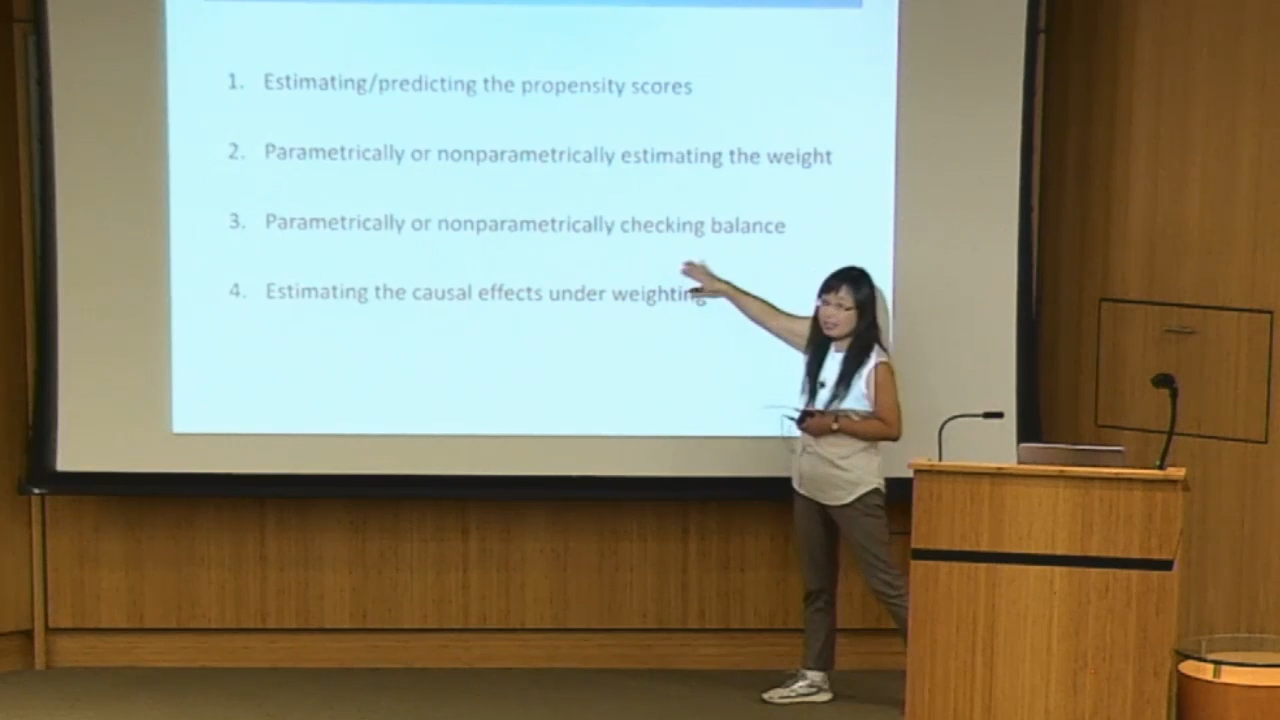 1. Estimating/predicting the propensity scores
2. Parametrically or nonparametrically estimating the weight
3. Parametrically or nonparametrically checking balance
4. Estimating the causal effects under weighting